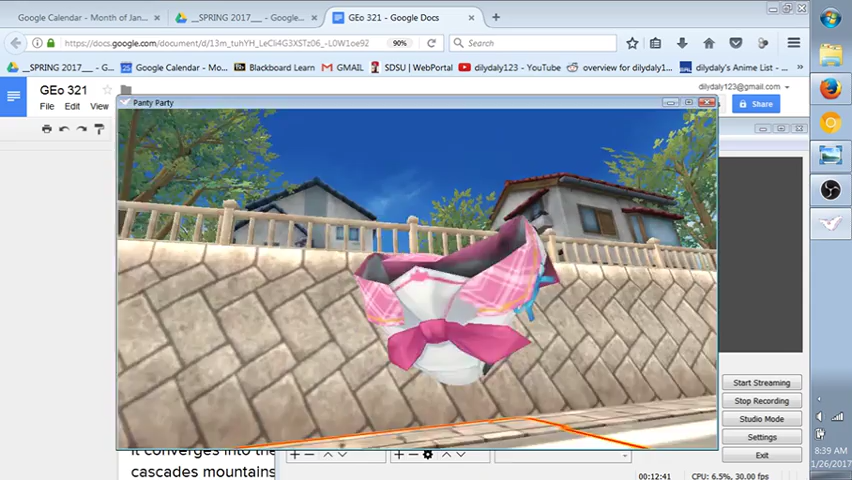 Google Calendar - Month of Jan
__SPRING 2017___ - Google
GEo 321 - Google Docs
https://docs.google.com/document/d/13m_tuhYH_LeCli4G3XSTz06_-L0W1oe92
90%
Search
__SPRING 2017___ - G...
Google Calendar - Mo...
Blackboard Learn
GMAIL
SDSU | WebPortal
dilydaly123 - YouTube
overview for dilydaly1...
dilydaly's Anime List - ...
GEo 321
dilydaly123@gmail.com
File Edit View
Share
Panty Party
Start Streaming
Stop Recording
Studio Mode
Settings
Exit
it converges into the
cascades mountains
00:12:41
CPU: 6.5%, 30.00 fps
8:39 AM
1/26/2017